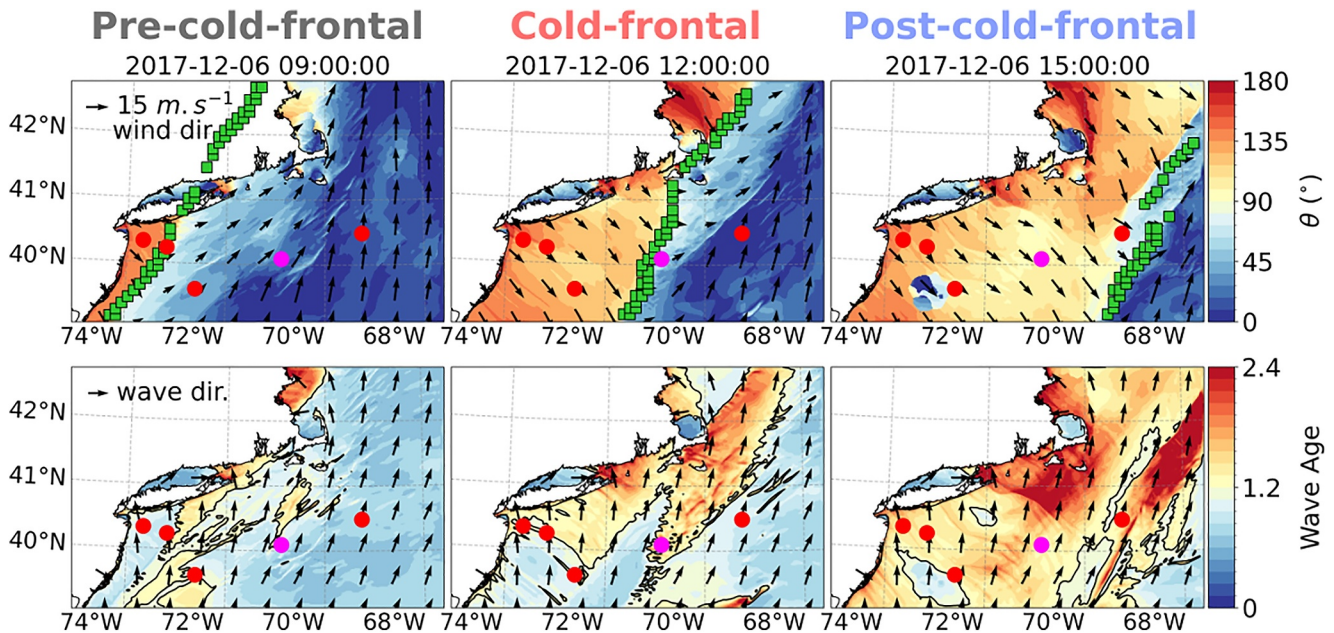 Pre-cold-frontal Cold-frontal Post-cold-frontal
2017-12-06 09:00:00 2017-12-06 12:00:00 2017-12-06 15:00:00
15 m.s⁻¹
wind dir.
42°N
41°N
40°N
74°W 72°W 70°W 68°W 74°W 72°W 70°W 68°W 74°W 72°W 70°W 68°W
180
135
90
45
0
θ (°)
wave dir.
42°N
41°N
40°N
74°W 72°W 70°W 68°W 74°W 72°W 70°W 68°W 74°W 72°W 70°W 68°W
2.4
1.2
0
Wave Age